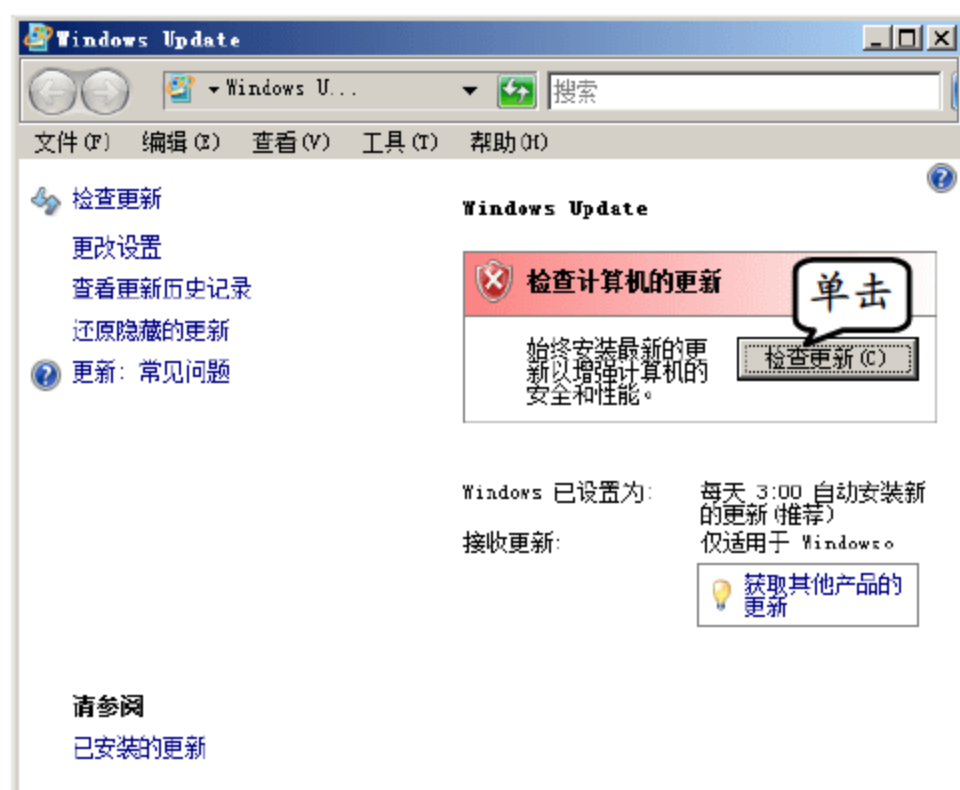 Windows Update
Windows U...
搜索
文件(F) 编辑(E) 查看(V) 工具(T) 帮助(H)
检查更新
更改设置
查看更新历史记录
还原隐藏的更新
更新: 常见问题
Windows Update
检查计算机的更新
单击
始终安装最新的更
新以增强计算机的
安全和性能。
检查更新(C)
Windows 已设置为: 每天 3:00 自动安装新
的更新(推荐)
接收更新: 仅适用于 Windows。
获取其他产品的
更新
请参阅
已安装的更新